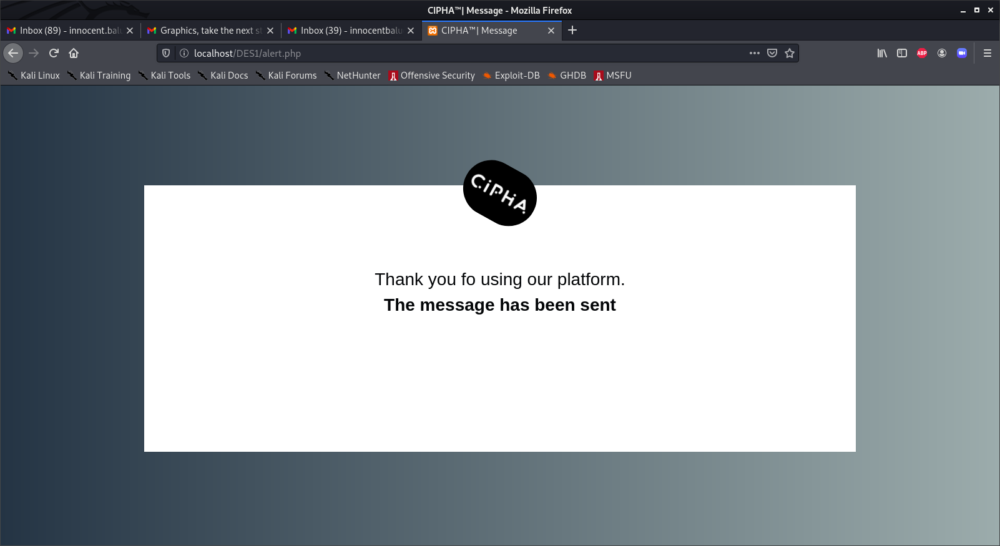 CIPHA™| Message - Mozilla Firefox
Inbox (89) - innocent.balu
Graphics, take the next st
Inbox (39) - innocentbalu
CIPHA™| Message
localhost/DES1/alert.php
ABP
Kali Linux
Kali Training
Kali Tools
Kali Docs
Kali Forums
NetHunter
Offensive Security
Exploit-DB
GHDB
MSFU
CiPHA
Thank you fo using our platform.
The message has been sent